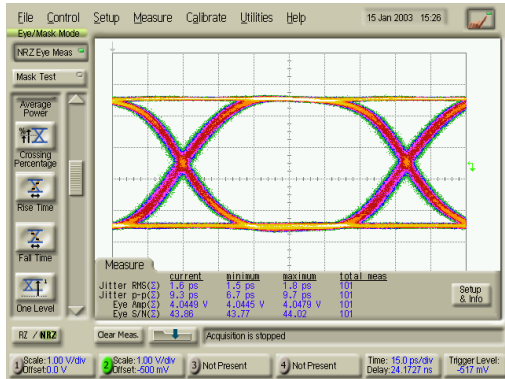 File Control Setup Measure Calibrate Utilities Help 15 Jan 2003 15:26
Eye/Mask Mode
NRZ Eye Meas
Mask Test
Average
Power
Crossing
Percentage
Rise Time
Fall Time
One Level
Measure
current minimum maximum total meas
Jitter RMS(Σ) 1.6 ps 1.5 ps 1.8 ps 101
Jitter p-p(Σ) 9.3 ps 6.7 ps 9.7 ps 101
Eye Amp(Σ) 4.0449 V 4.0445 V 4.0479 V 101
Eye S/N(Σ) 43.86 43.77 44.02 101
Setup
& Info
RZ / NRZ
Clear Meas.
Acquisition is stopped
1 Scale: 1.00 V/div
Offset: 0.0 V
2 Scale: 1.00 V/div
Offset: -500 mV
3 Not Present
4 Not Present
Time: 15.0 ps/div
Delay: 24.1727 ns
Trigger Level:
-517 mV